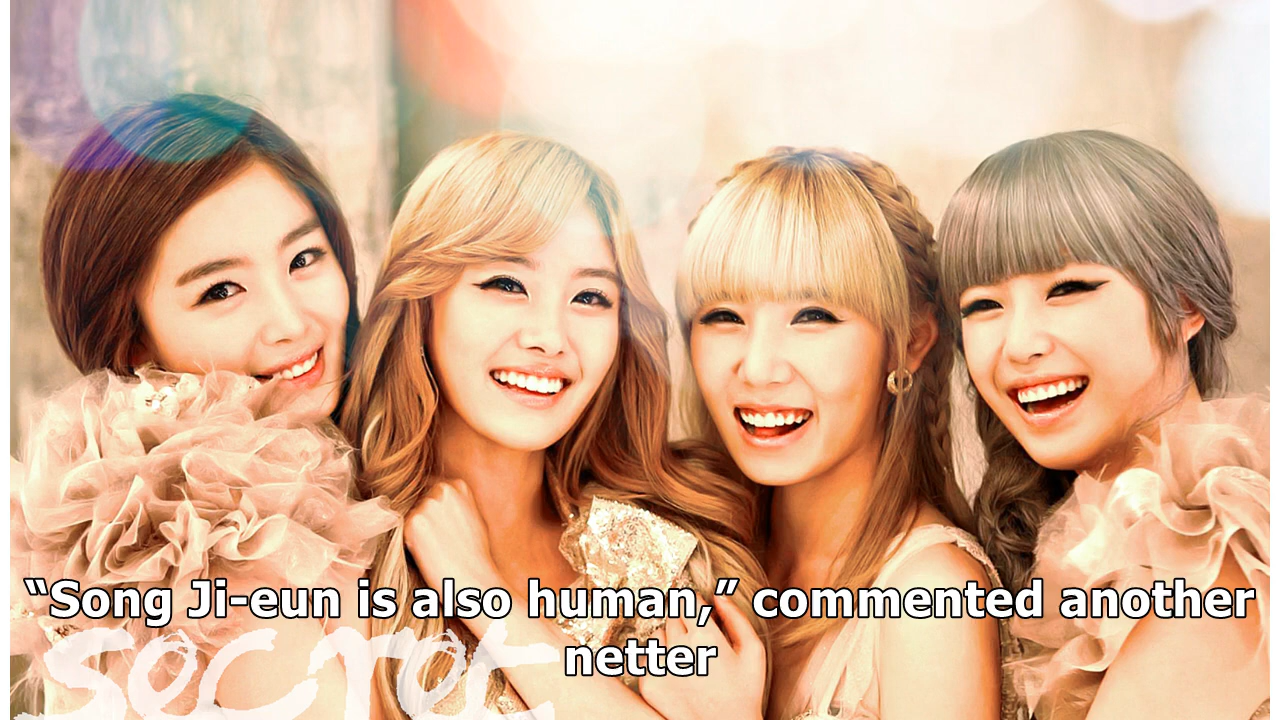 “Song Ji-eun is also human,” commented another
netter
secret